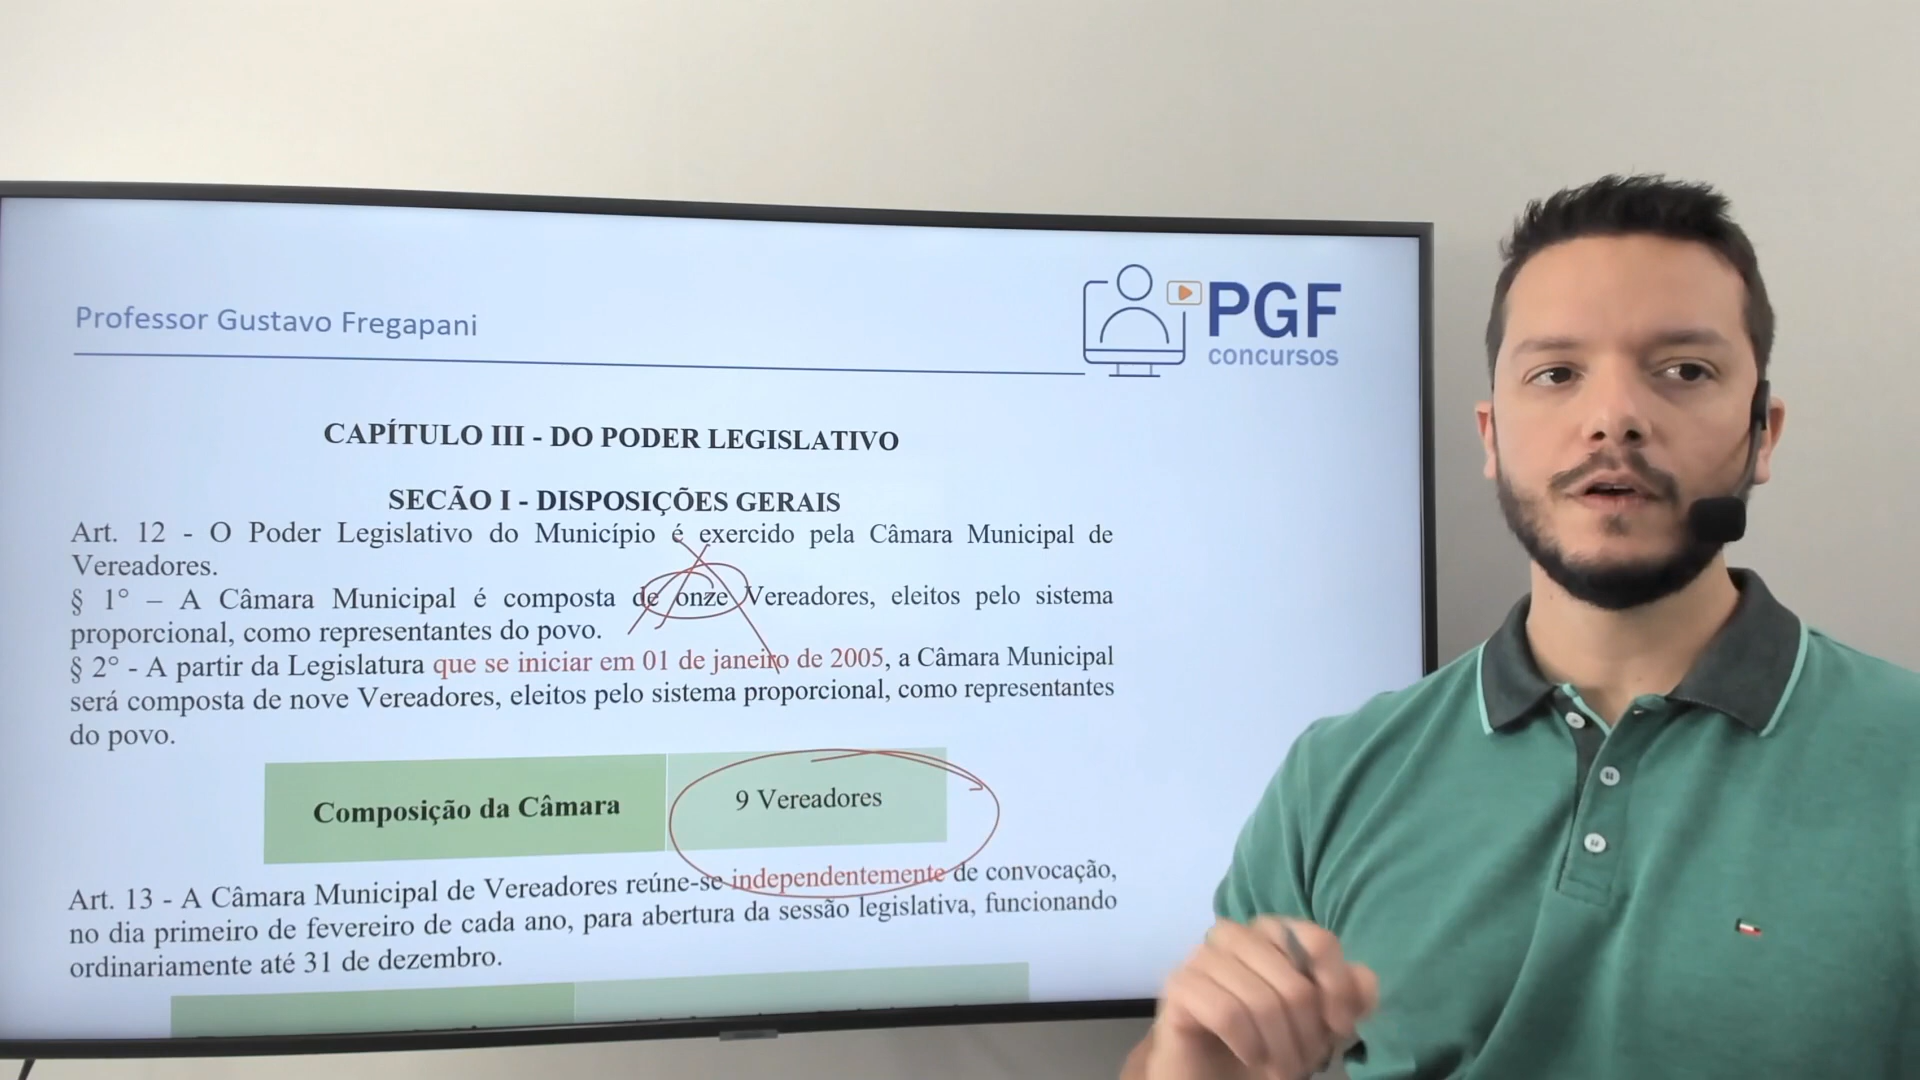 Professor Gustavo Fregapani
PGF
concursos
CAPÍTULO III - DO PODER LEGISLATIVO
SECÃO I - DISPOSIÇÕES GERAIS
Art. 12 - O Poder Legislativo do Município é exercido pela Câmara Municipal de
Vereadores.
§ 1° – A Câmara Municipal é composta de onze Vereadores, eleitos pelo sistema
proporcional, como representantes do povo.
§ 2° - A partir da Legislatura que se iniciar em 01 de janeiro de 2005, a Câmara Municipal
será composta de nove Vereadores, eleitos pelo sistema proporcional, como representantes
do povo.
Composição da Câmara
9 Vereadores
Art. 13 - A Câmara Municipal de Vereadores reúne-se independentemente de convocação,
no dia primeiro de fevereiro de cada ano, para abertura da sessão legislativa, funcionando
ordinariamente até 31 de dezembro.